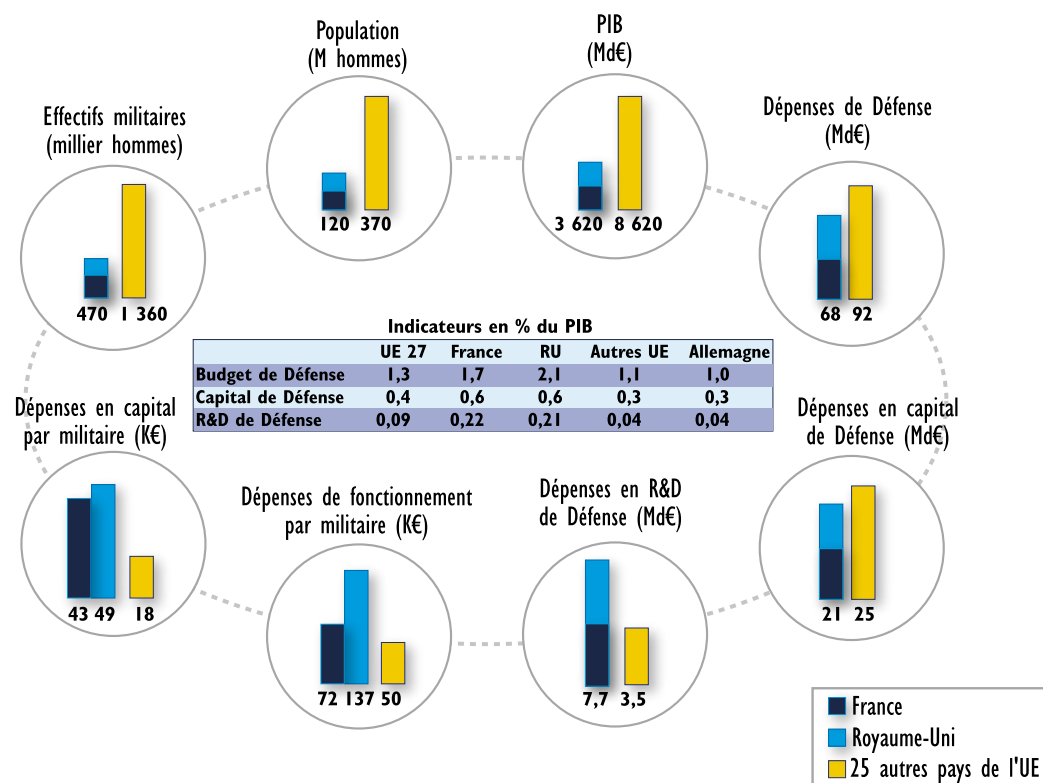 Population
(M hommes)
120 370
PIB
(Md€)
3 620 8 620
Effectifs militaires
(millier hommes)
470 1 360
Dépenses de Défense
(Md€)
68 92
Indicateurs en % du PIB
UE 27 France RU Autres UE Allemagne
Budget de Défense 1,3 1,7 2,1 1,1 1,0
Capital de Défense 0,4 0,6 0,6 0,3 0,3
R&D de Défense 0,09 0,22 0,21 0,04 0,04
Dépenses en capital
par militaire (K€)
43 49 18
Dépenses de fonctionnement
par militaire (K€)
72 137 50
Dépenses en R&D
de Défense (Md€)
7,7 3,5
Dépenses en capital
de Défense (Md€)
21 25
France
Royaume-Uni
25 autres pays de l'UE